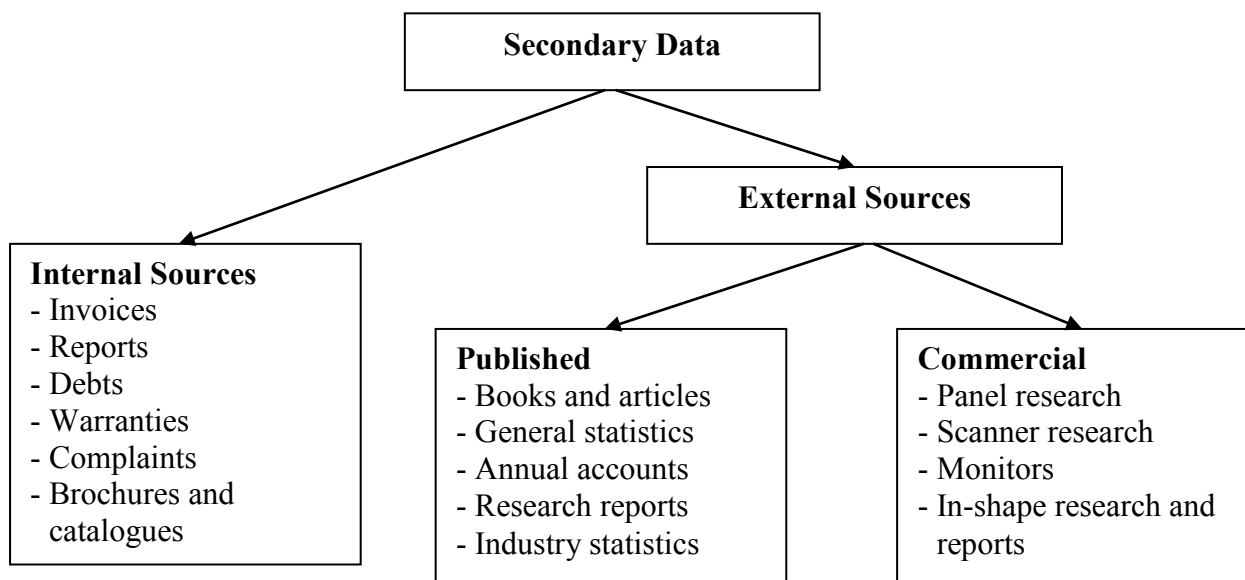 Secondary Data
External Sources
Internal Sources
- Invoices
- Reports
- Debts
- Warranties
- Complaints
- Brochures and
catalogues
Published
- Books and articles
- General statistics
- Annual accounts
- Research reports
- Industry statistics
Commercial
- Panel research
- Scanner research
- Monitors
- In-shape research and
reports